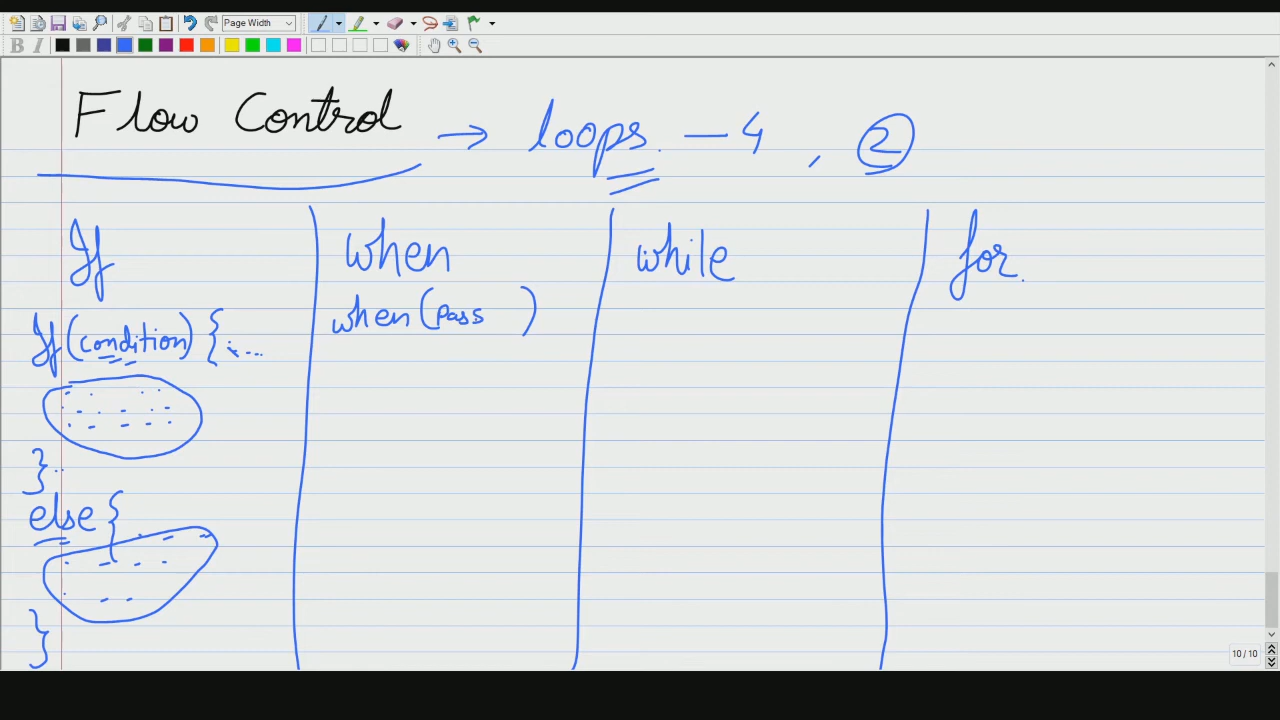 Page Width
B I
Flow Control → loops. – 4 , 2
If
when
while
for.
If (condition) {
}
else {
}
when (pass )
10 / 10